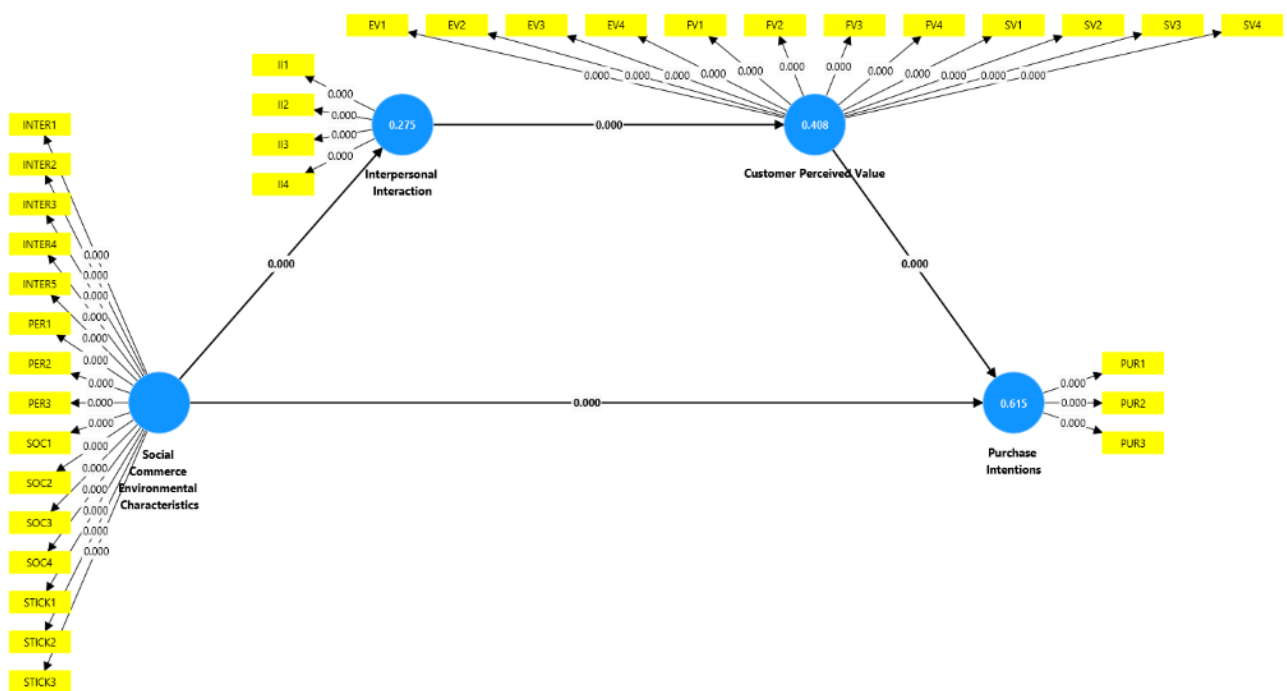 EV1 EV2 EV3 EV4 FV1 FV2 FV3 FV4 SV1 SV2 SV3 SV4
0.000 0.000 0.000 0.000 0.000 0.000 0.000 0.000 0.000 0.000 0.000 0.000
II1
0.000
II2
0.000
II3
0.000
II4
0.000
0.275
Interpersonal
Interaction
0.000
0.408
Customer Perceived Value
INTER1
0.000
INTER2
0.000
INTER3
0.000
INTER4
0.000
INTER5
0.000
PER1
0.000
PER2
0.000
PER3
0.000
SOC1
0.000
SOC2
0.000
SOC3
0.000
SOC4
0.000
STICK1
0.000
STICK2
0.000
STICK3
0.000
Social
Commerce
Environmental
Characteristics
0.000
0.000
0.000
0.615
Purchase
Intentions
0.000
PUR1
0.000
PUR2
0.000
PUR3